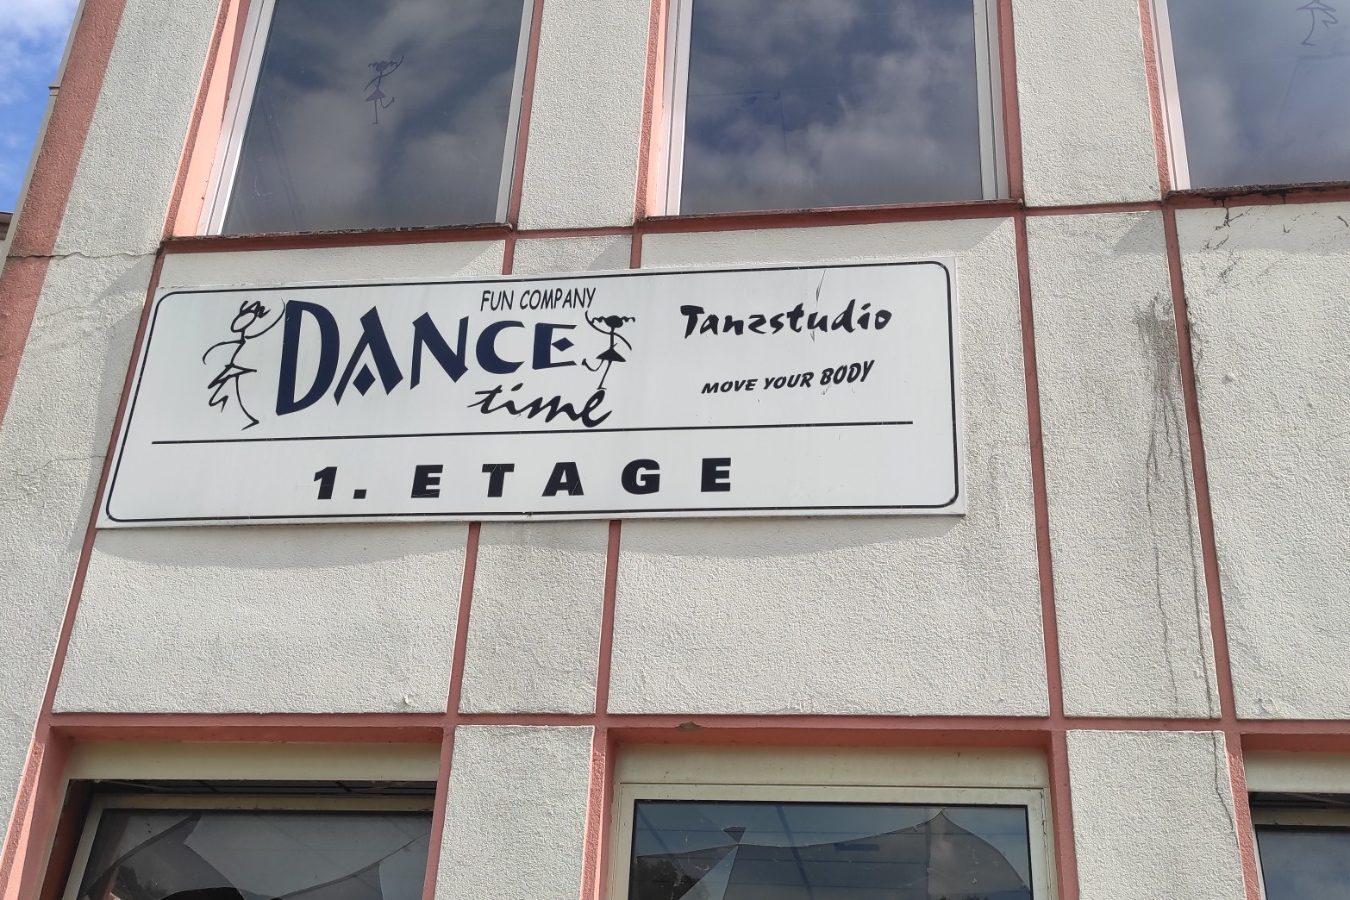 FUN COMPANY
DANCE
time
Tanzstudio
MOVE YOUR BODY
1. ETAGE